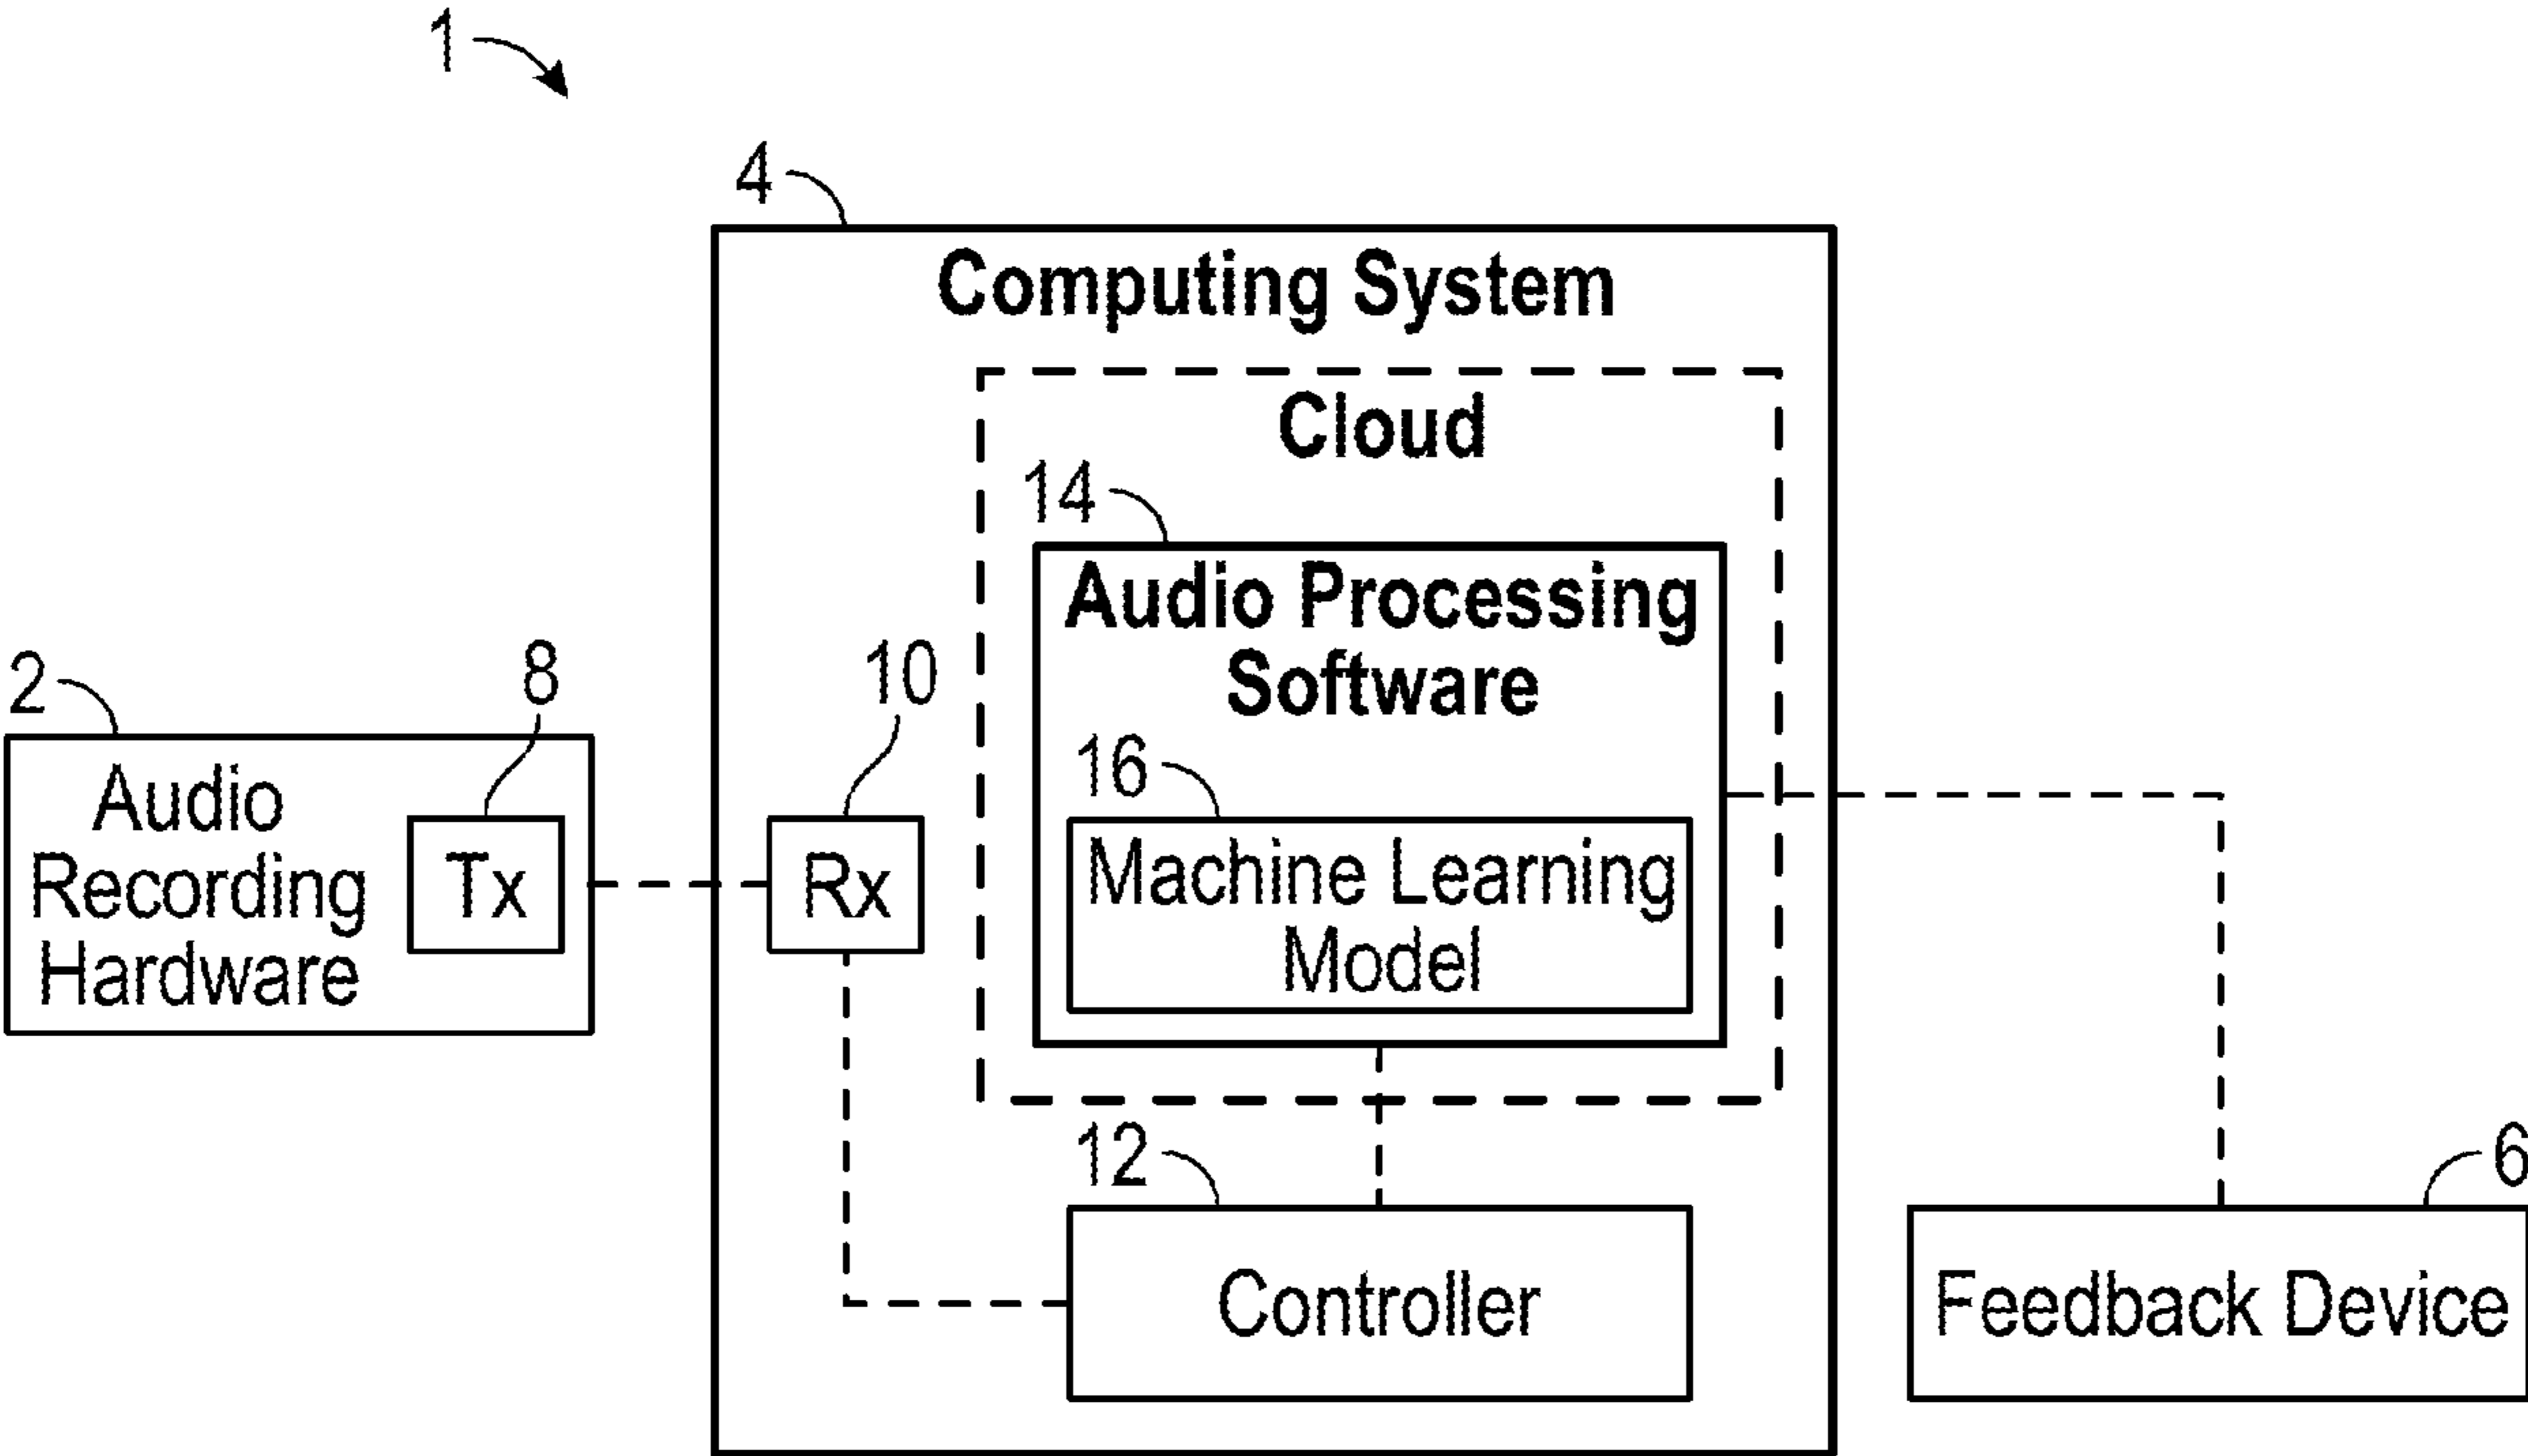 1
4
Computing System
Cloud
14
Audio Processing
Software
2
8
10
16
Audio
Recording
Hardware
Tx
Rx
Machine Learning
Model
12
6
Controller
Feedback Device